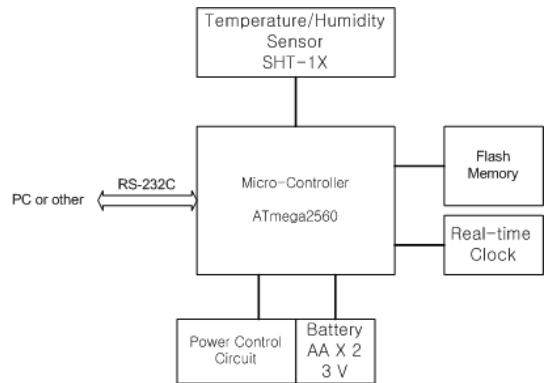 Temperature/Humidity
Sensor
SHT-1X
RS-232C
PC or other
Micro-Controller
ATmega2560
Flash
Memory
Real-time
Clock
Power Control
Circuit
Battery
AA X 2
3 V